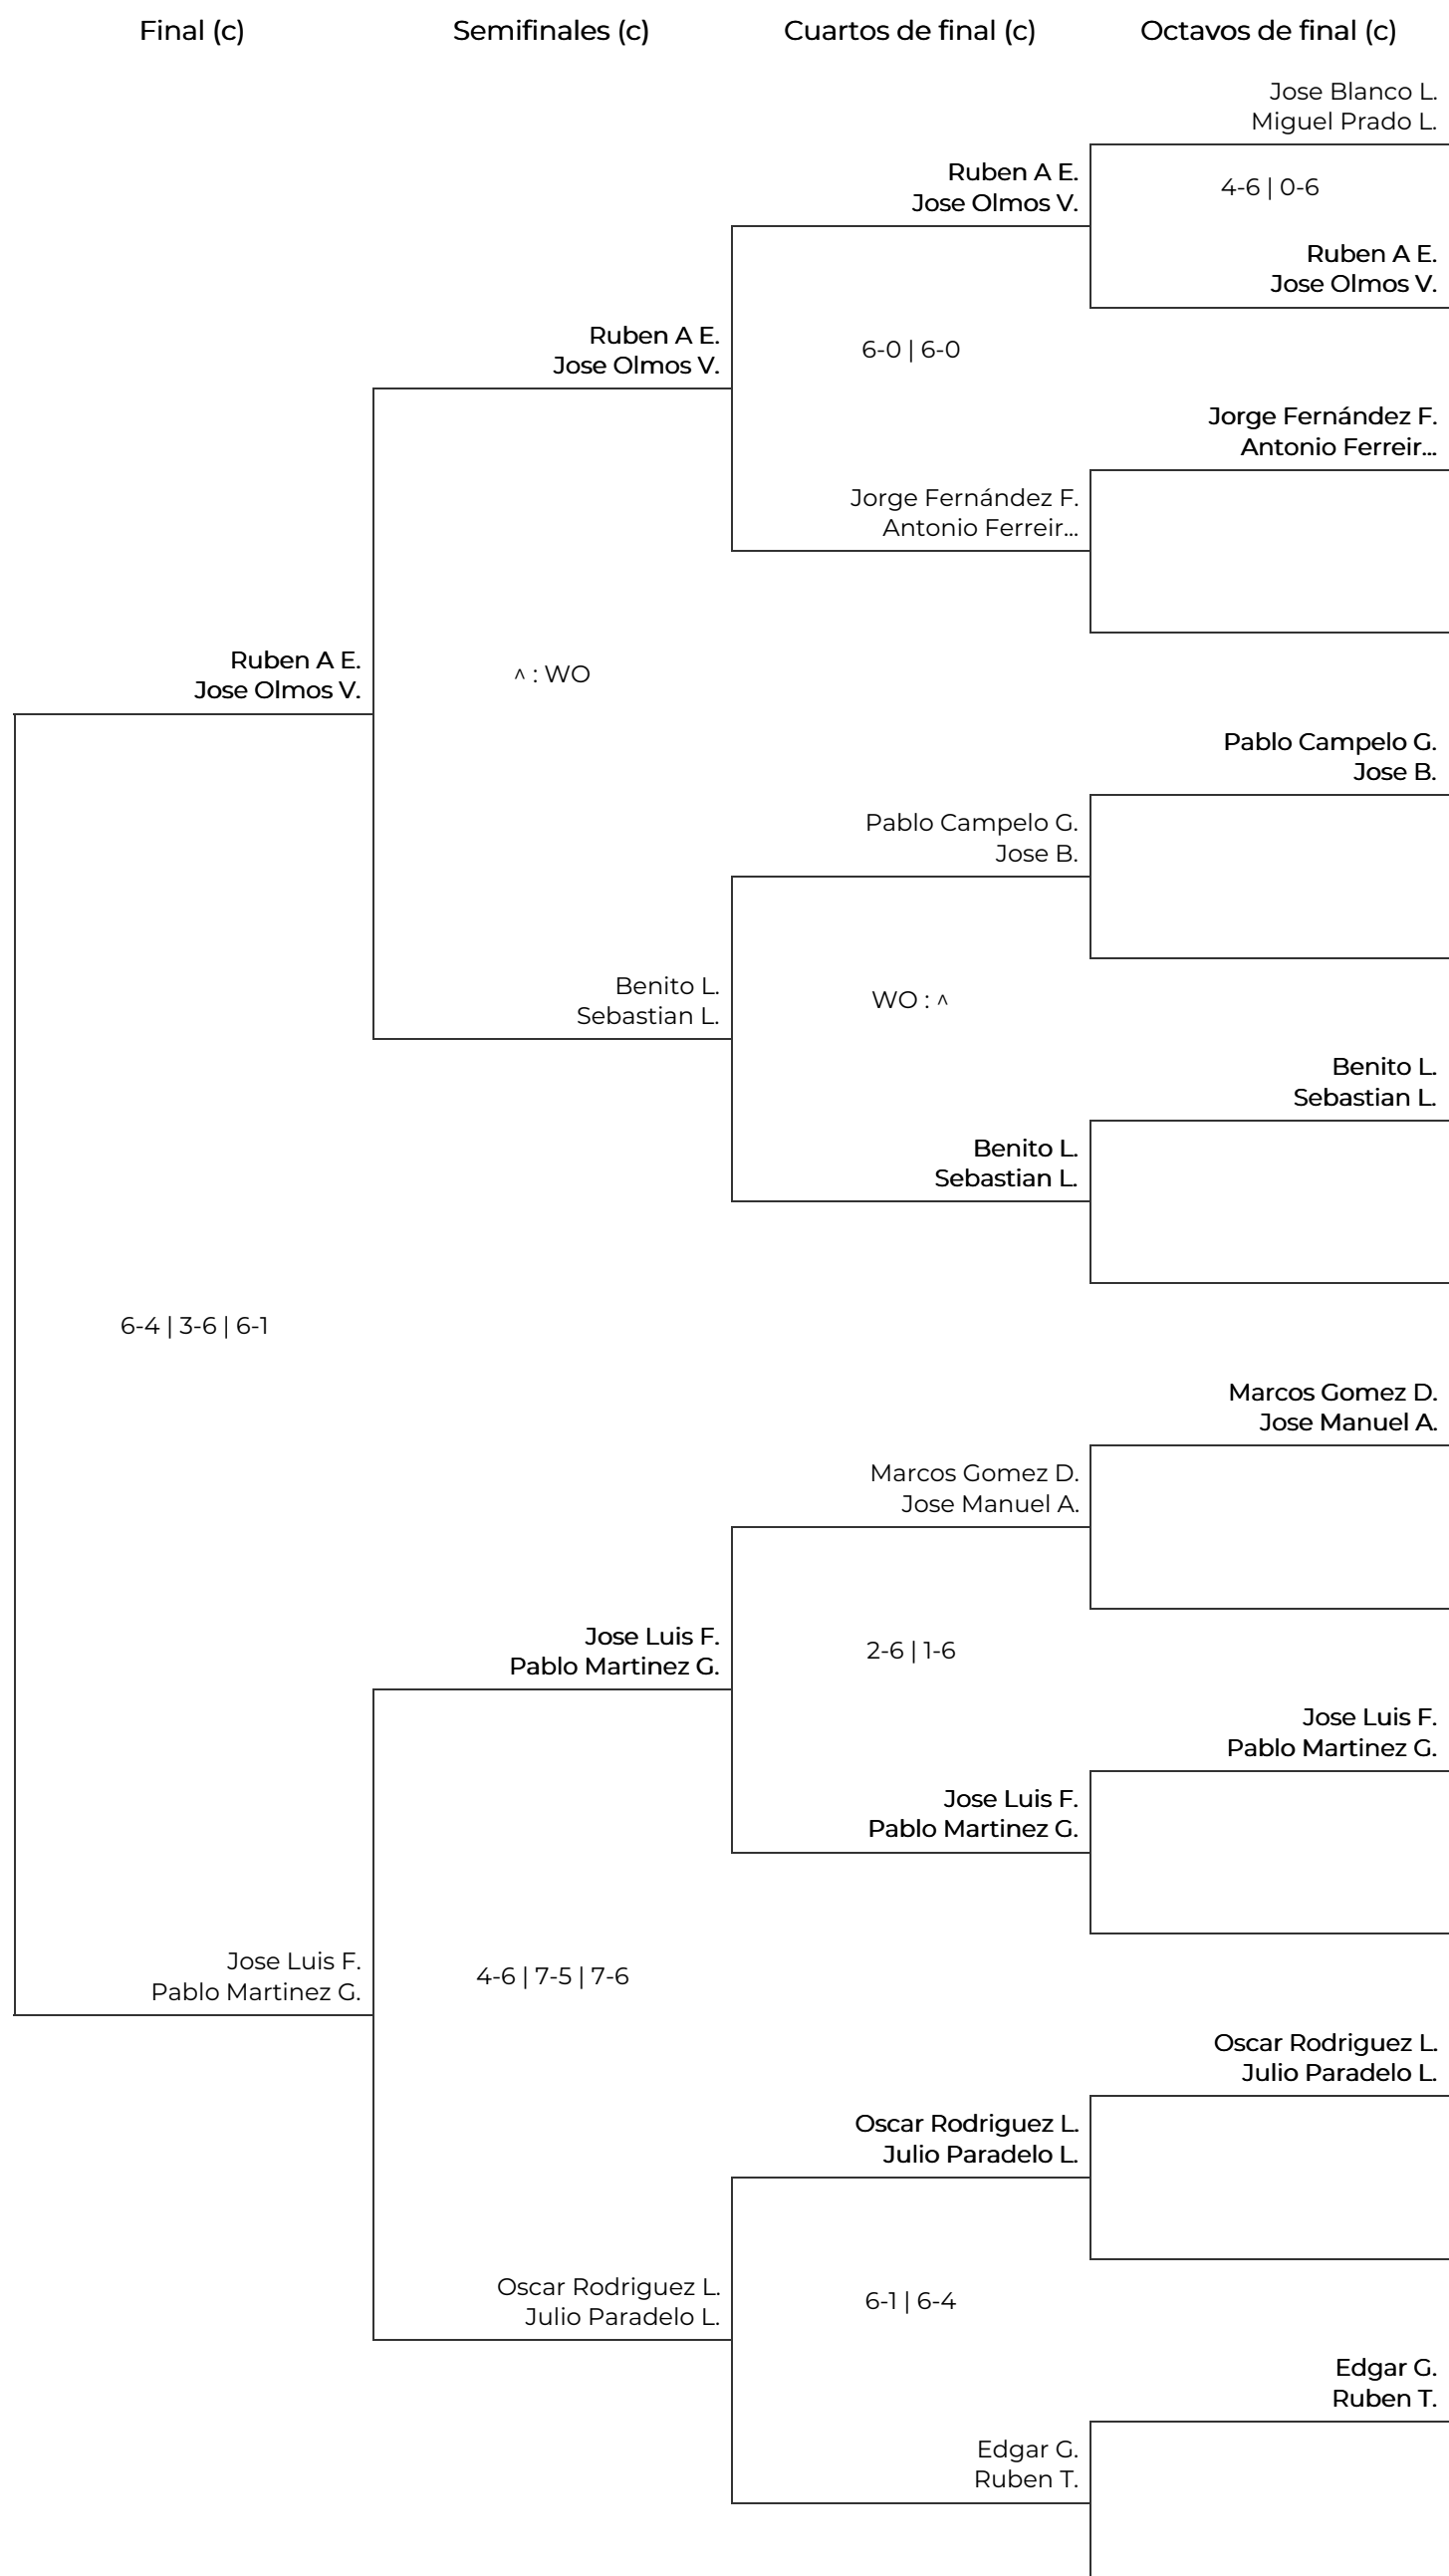 Final (c)
Semifinales (c)
Cuartos de final (c)
Octavos de final (c)
Jose Blanco L.
Miguel Prado L.
Ruben A E.
Jose Olmos V.
4-6 | 0-6
Ruben A E.
Jose Olmos V.
Ruben A E.
Jose Olmos V.
6-0 | 6-0
Jorge Fernández F.
Antonio Ferreir...
Jorge Fernández F.
Antonio Ferreir...
Ruben A E.
Jose Olmos V.
^ : WO
Pablo Campelo G.
Jose B.
Pablo Campelo G.
Jose B.
Benito L.
Sebastian L.
WO : ^
Benito L.
Sebastian L.
Benito L.
Sebastian L.
6-4 | 3-6 | 6-1
Marcos Gomez D.
Jose Manuel A.
Marcos Gomez D.
Jose Manuel A.
Jose Luis F.
Pablo Martinez G.
2-6 | 1-6
Jose Luis F.
Pablo Martinez G.
Jose Luis F.
Pablo Martinez G.
Jose Luis F.
Pablo Martinez G.
4-6 | 7-5 | 7-6
Oscar Rodriguez L.
Julio Paradelo L.
Oscar Rodriguez L.
Julio Paradelo L.
Oscar Rodriguez L.
Julio Paradelo L.
6-1 | 6-4
Edgar G.
Ruben T.
Edgar G.
Ruben T.